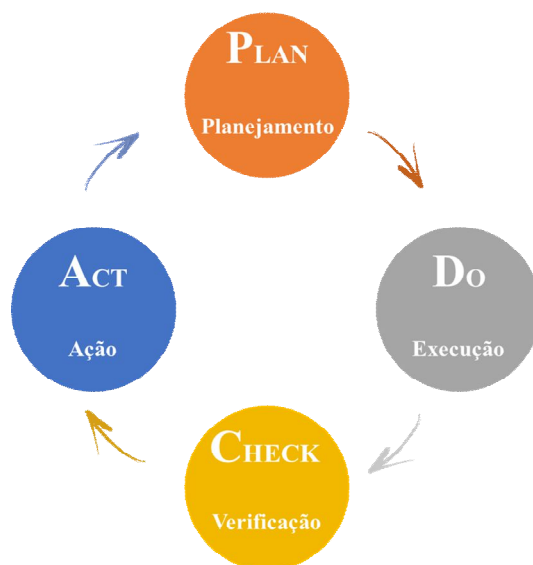 PLAN
Planejamento
DO
Execução
CHECK
Verificação
ACT
Ação